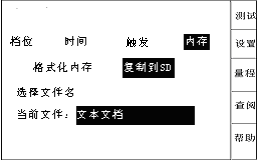 档位 时间 触发 内存
格式化内存 复制到SD
选择文件名
当前文件: 文本文档
测试
设置
量程
查阅
帮助